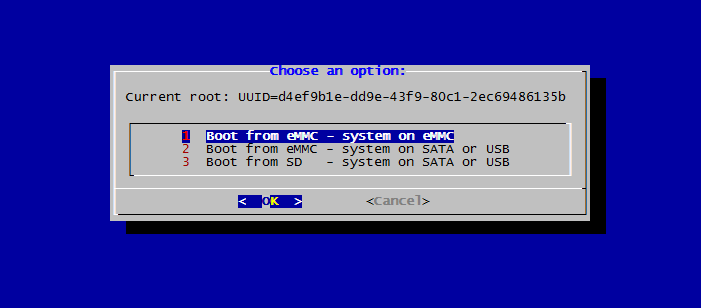 Choose an option:
Current root: UUID=d4ef9b1e-dd9e-43f9-80c1-2ec69486135b
1 Boot from eMMC - system on eMMC
2 Boot from eMMC - system on SATA or USB
3 Boot from SD   - system on SATA or USB
< OK > <Cancel>